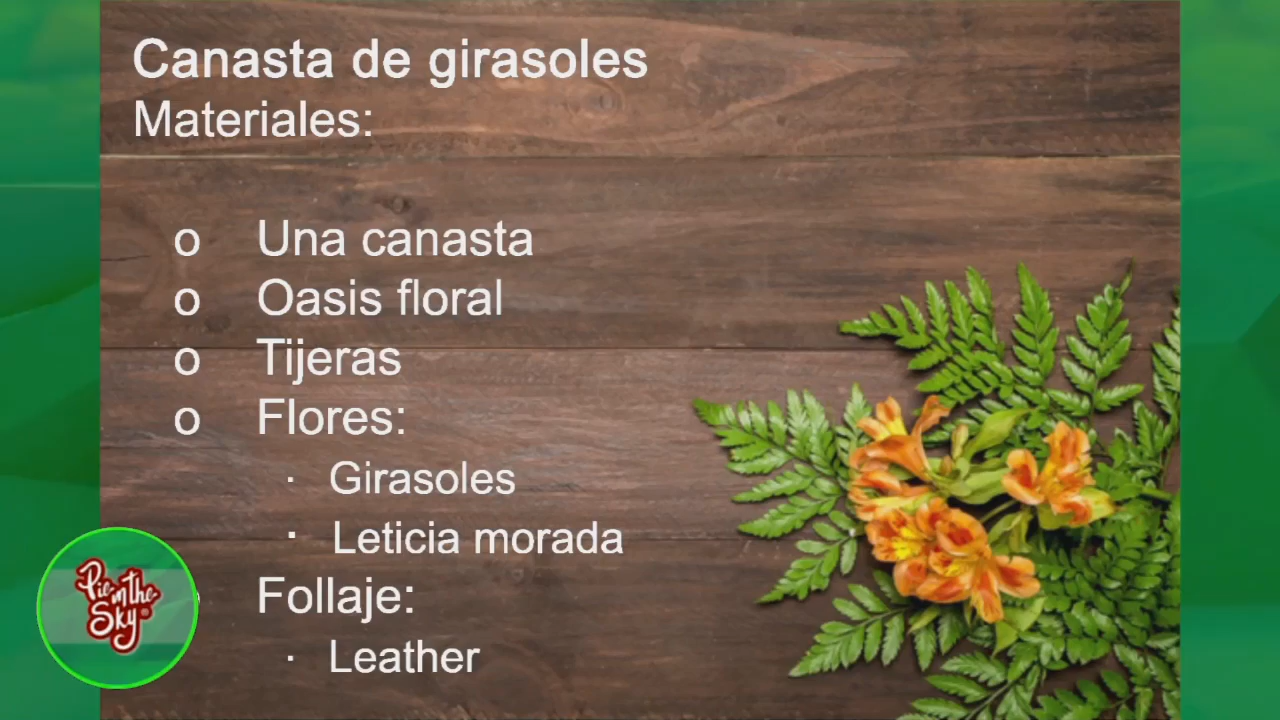 Canasta de girasoles
Materiales:
o Una canasta
o Oasis floral
o Tijeras
o Flores:
· Girasoles
· Leticia morada
Follaje:
· Leather
Pie in the
Sky